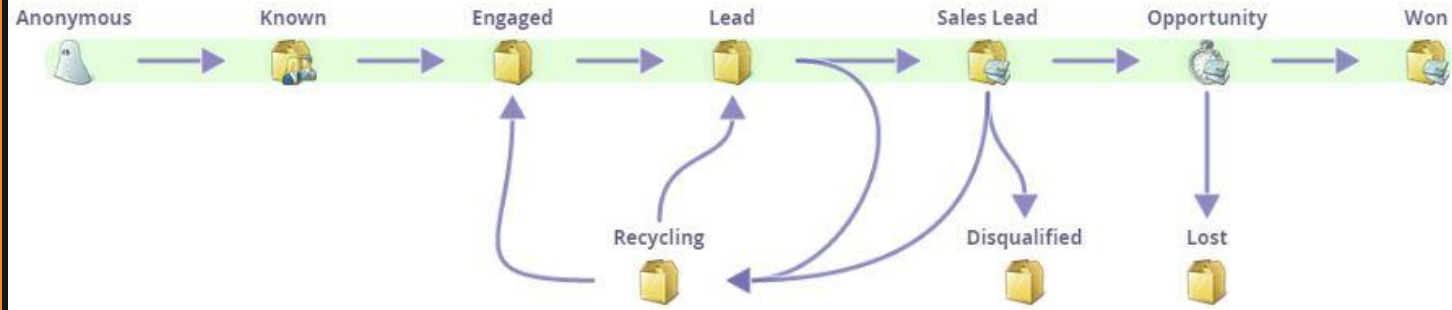 Anonymous
Known
Engaged
Lead
Sales Lead
Opportunity
Won
Recycling
Disqualified
Lost